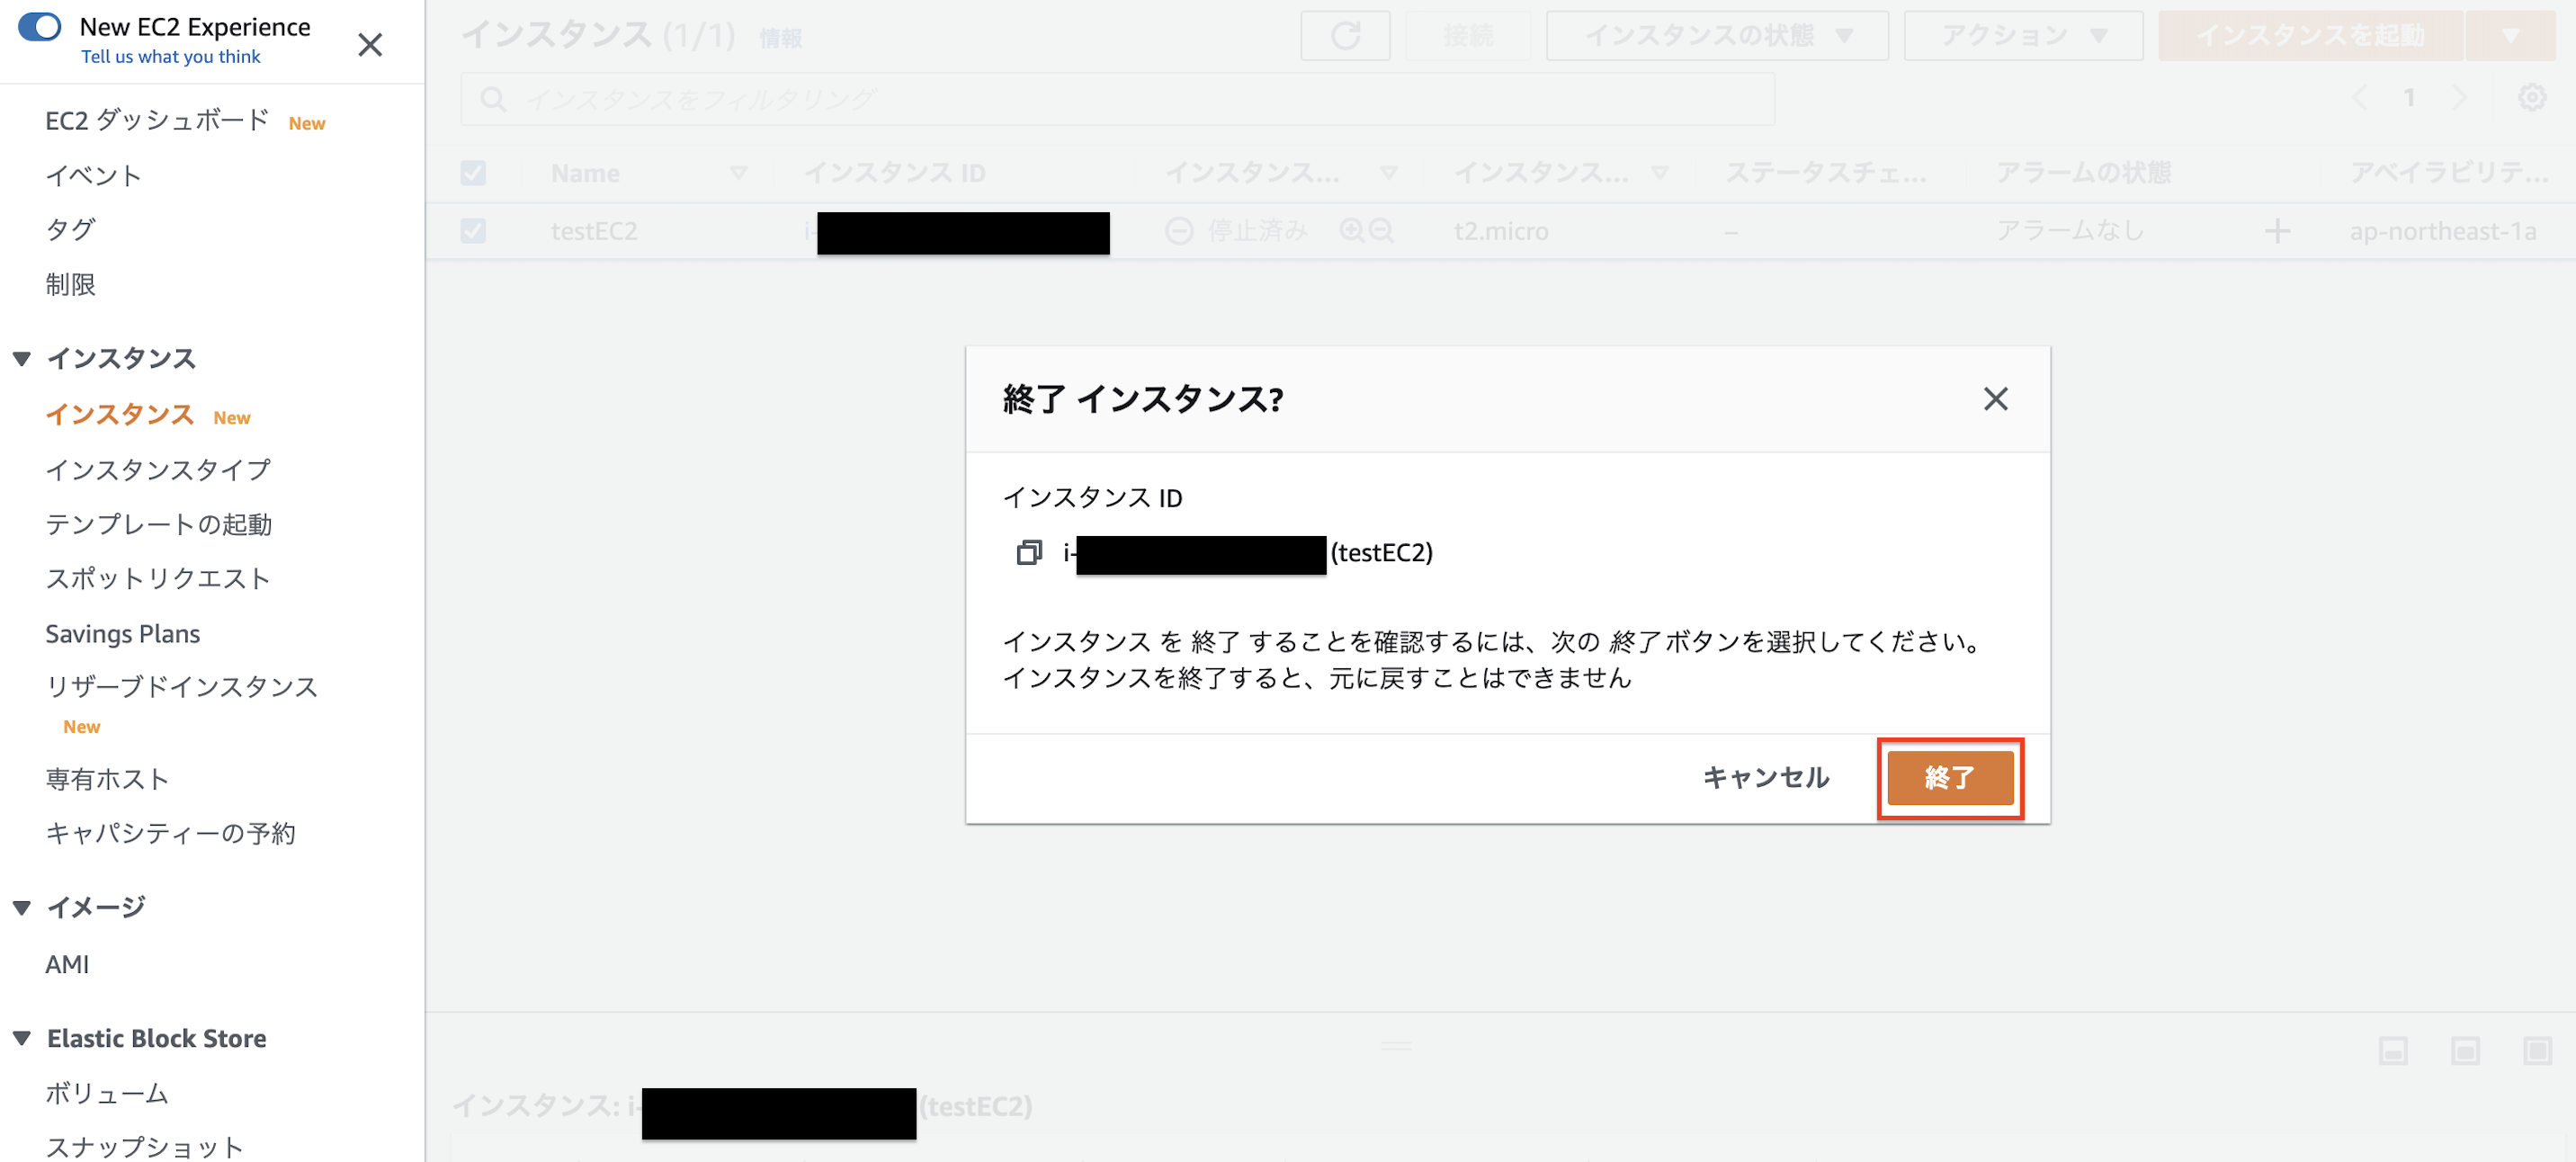 New EC2 Experience
Tell us what you think
EC2 ダッシュボード New
イベント
タグ
制限
インスタンス
インスタンス New
インスタンスタイプ
テンプレートの起動
スポットリクエスト
Savings Plans
リザーブドインスタンス
New
専有ホスト
キャパシティーの予約
イメージ
AMI
Elastic Block Store
ボリューム
スナップショット
インスタンス (1/1) 情報
接続
インスタンスの状態
アクション
インスタンスを起動
インスタンスをフィルタリング
1
Name インスタンス ID インスタンス... インスタンス... ステータスチェ... アラームの状態 アベイラビリテ...
testEC2 i- 停止済み t2.micro – アラームなし ap-northeast-1a
終了 インスタンス?
インスタンス ID
i- (testEC2)
インスタンス を 終了 することを確認するには、次の 終了 ボタンを選択してください。
インスタンスを終了すると、元に戻すことはできません
キャンセル
終了
インスタンス: i- (testEC2)